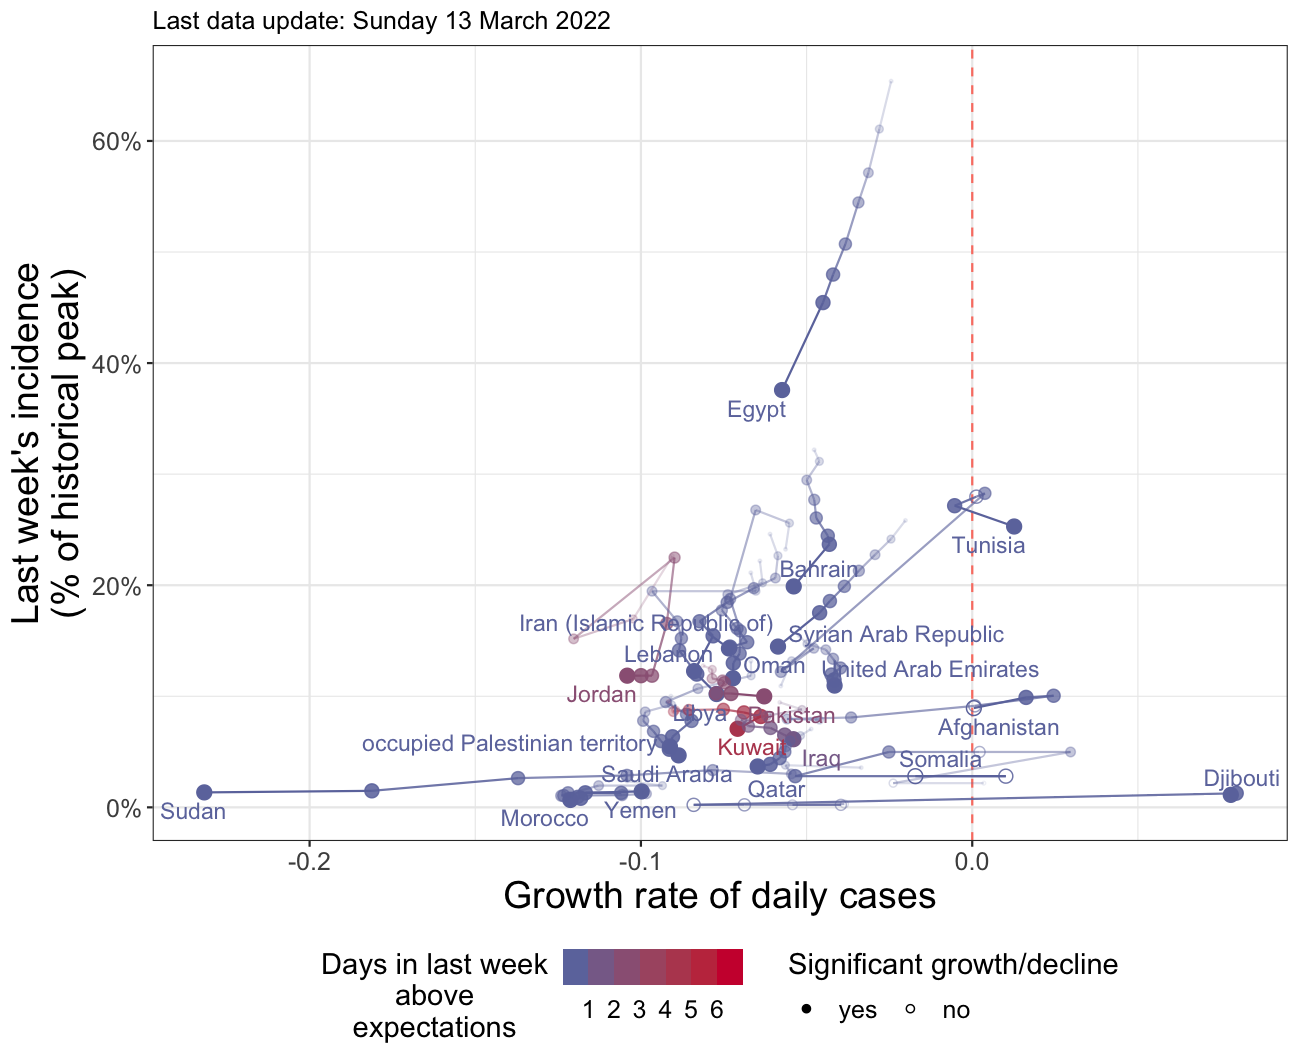 Last data update: Sunday 13 March 2022
Last week's incidence
(% of historical peak)
60%
40%
20%
0%
Egypt
Tunisia
Bahrain
Iran (Islamic Republic of)
Syrian Arab Republic
Lebanon
Oman
United Arab Emirates
Jordan
Libya
Pakistan
Afghanistan
occupied Palestinian territory
Kuwait
Iraq
Somalia
Saudi Arabia
Qatar
Djibouti
Sudan
Morocco
Yemen
-0.2
-0.1
0.0
Growth rate of daily cases
Days in last week
above
expectations
1 2 3 4 5 6
Significant growth/decline
yes
no